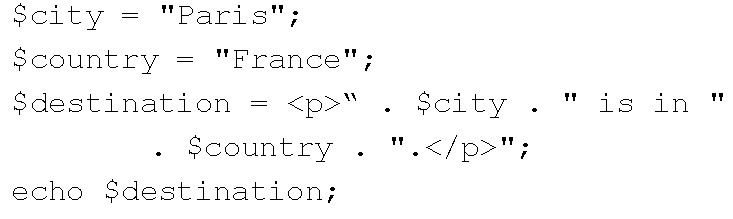 $city = "Paris";
$country = "France";
$destination = <p>“ . $city . " is in "
. $country . ".</p>";
echo $destination;